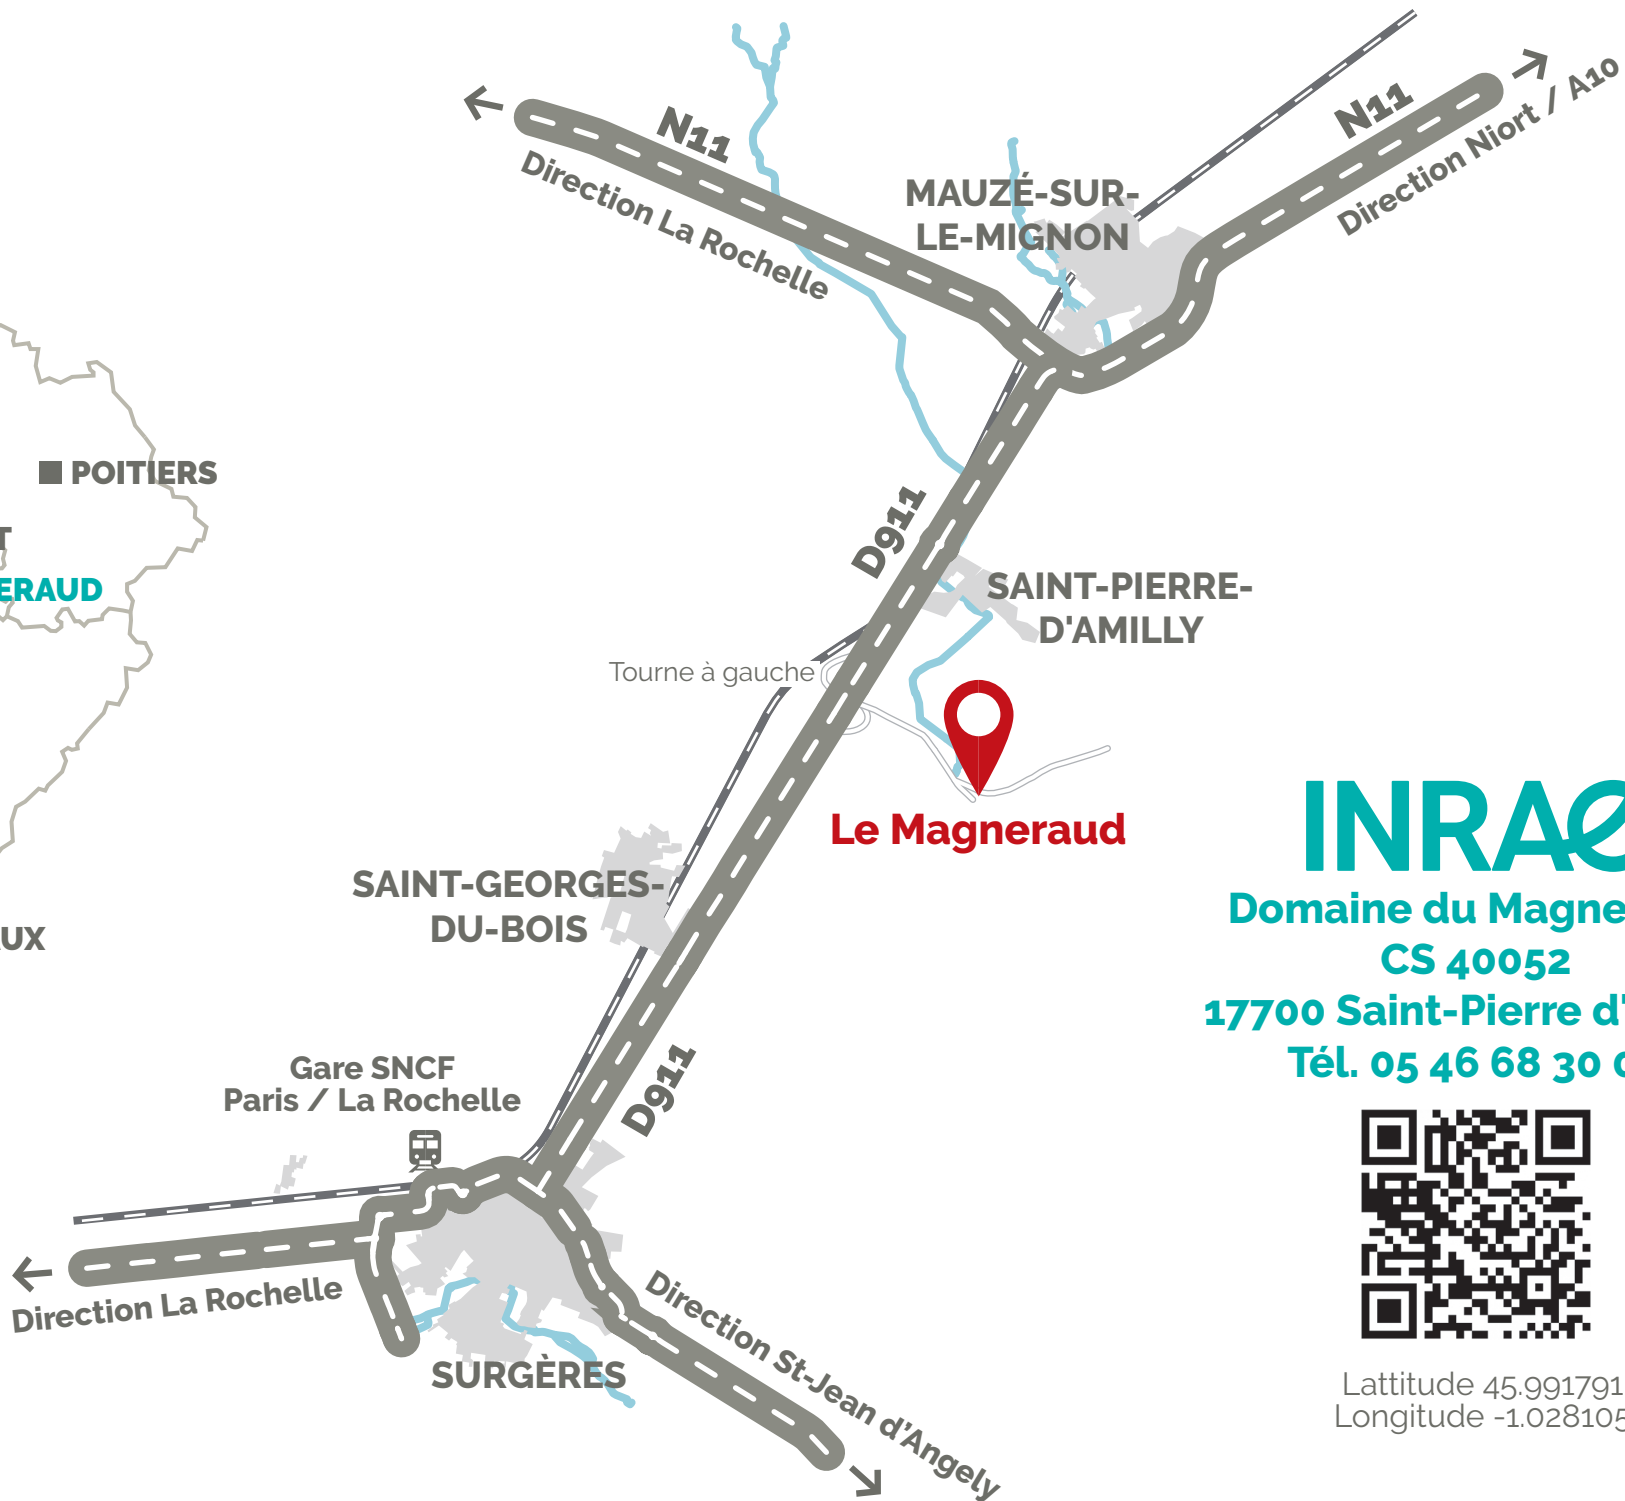 N11
Direction La Rochelle
N11
Direction Niort / A10
MAUZÉ-SUR-
LE-MIGNON
POITIERS
ERAUD
D911
SAINT-PIERRE-
D'AMILLY
Tourne à gauche
Le Magneraud
SAINT-GEORGES-
DU-BOIS
UX
INRAe
Domaine du Magne
CS 40052
17700 Saint-Pierre d'
Tél. 05 46 68 30
D911
Gare SNCF
Paris / La Rochelle
Direction La Rochelle
SURGÈRES
Direction St-Jean d'Angely
Lattitude 45.991791
Longitude -1.028105